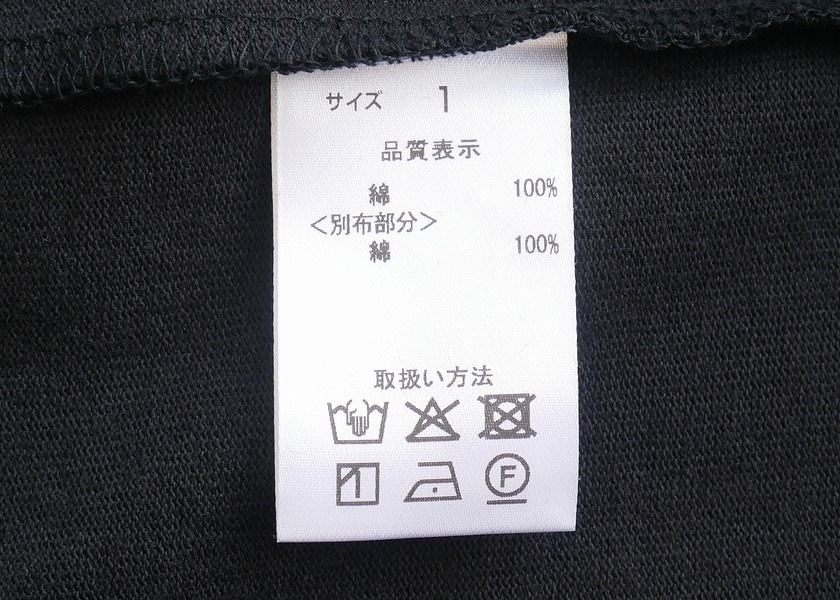 サイズ 1
品質表示
綿 100%
＜別布部分＞
綿 100%
取扱い方法
F